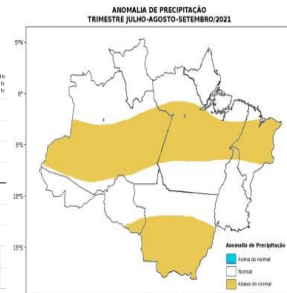 ANOMALIA DE PRECIPITAÇÃO
TRIMESTRE JULHO-AGOSTO-SETEMBRO/2021
5°N
0°
5°S
10°S
15°S
Anomalia de Precipitação
Acima do normal
Normal
Abaixo do normal